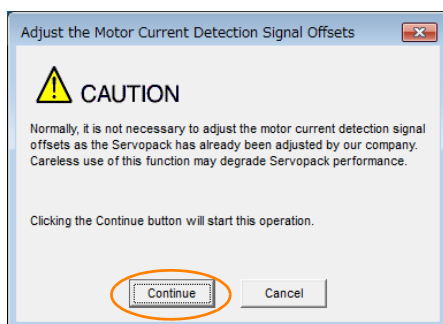 Adjust the Motor Current Detection Signal Offsets
CAUTION
Normally, it is not necessary to adjust the motor current detection signal
offsets as the Servopack has already been adjusted by our company.
Careless use of this function may degrade Servopack performance.
Clicking the Continue button will start this operation.
Continue
Cancel